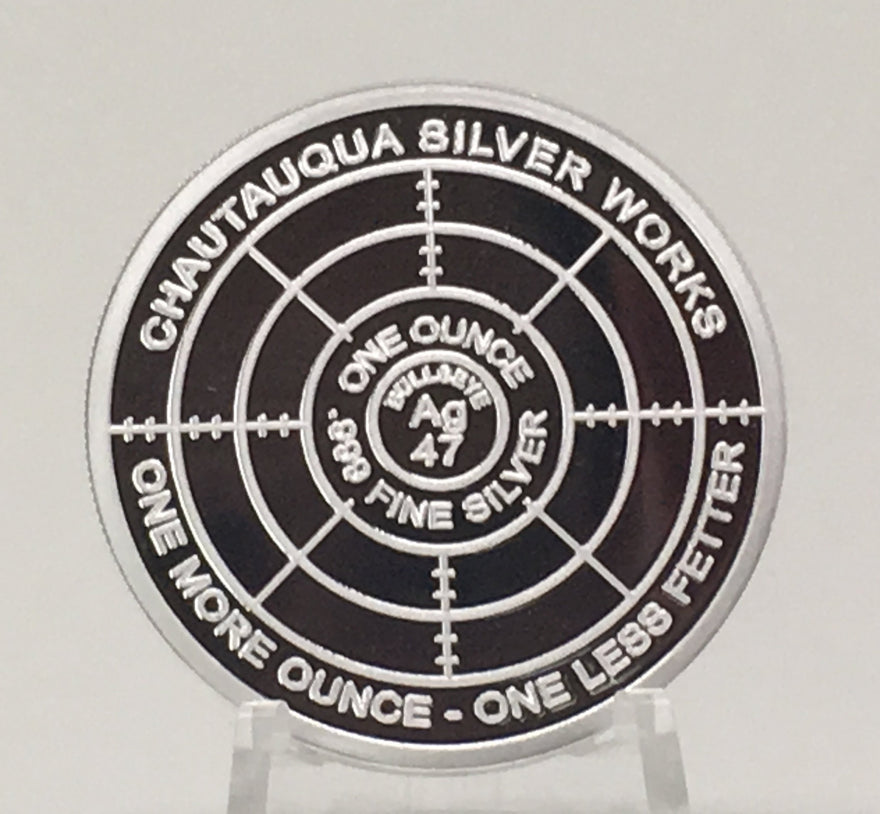 CHAUTAUQUA SILVER WORKS
ONE OUNCE
BULLSEYE
Ag
47
.999 FINE SILVER
ONE MORE OUNCE - ONE LESS FETTER